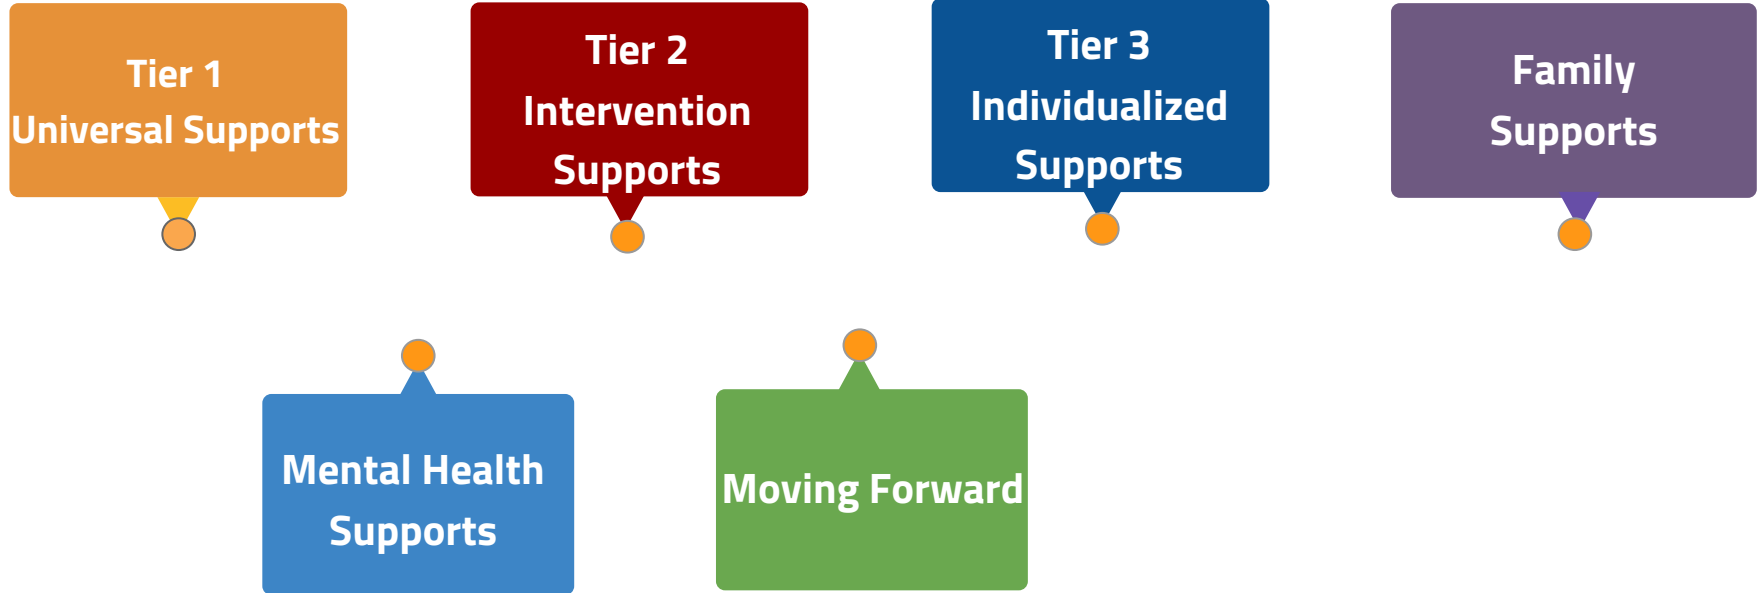 Tier 1
Universal Supports
Tier 2
Intervention
Supports
Tier 3
Individualized
Supports
Family
Supports
Mental Health
Supports
Moving Forward